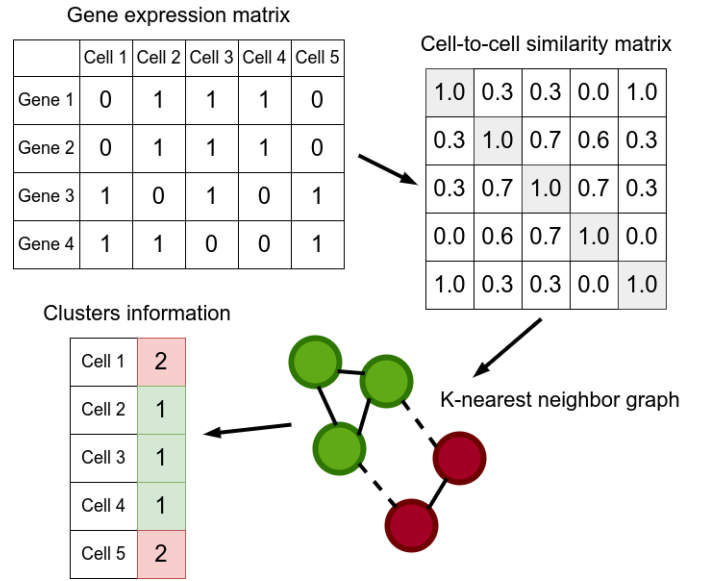 Gene expression matrix
Cell 1 Cell 2 Cell 3 Cell 4 Cell 5
Gene 1 0 1 1 1 0
Gene 2 0 1 1 1 0
Gene 3 1 0 1 0 1
Gene 4 1 1 0 0 1
Cell-to-cell similarity matrix
1.0 0.3 0.3 0.0 1.0
0.3 1.0 0.7 0.6 0.3
0.3 0.7 1.0 0.7 0.3
0.0 0.6 0.7 1.0 0.0
1.0 0.3 0.3 0.0 1.0
K-nearest neighbor graph
Clusters information
Cell 1 2
Cell 2 1
Cell 3 1
Cell 4 1
Cell 5 2